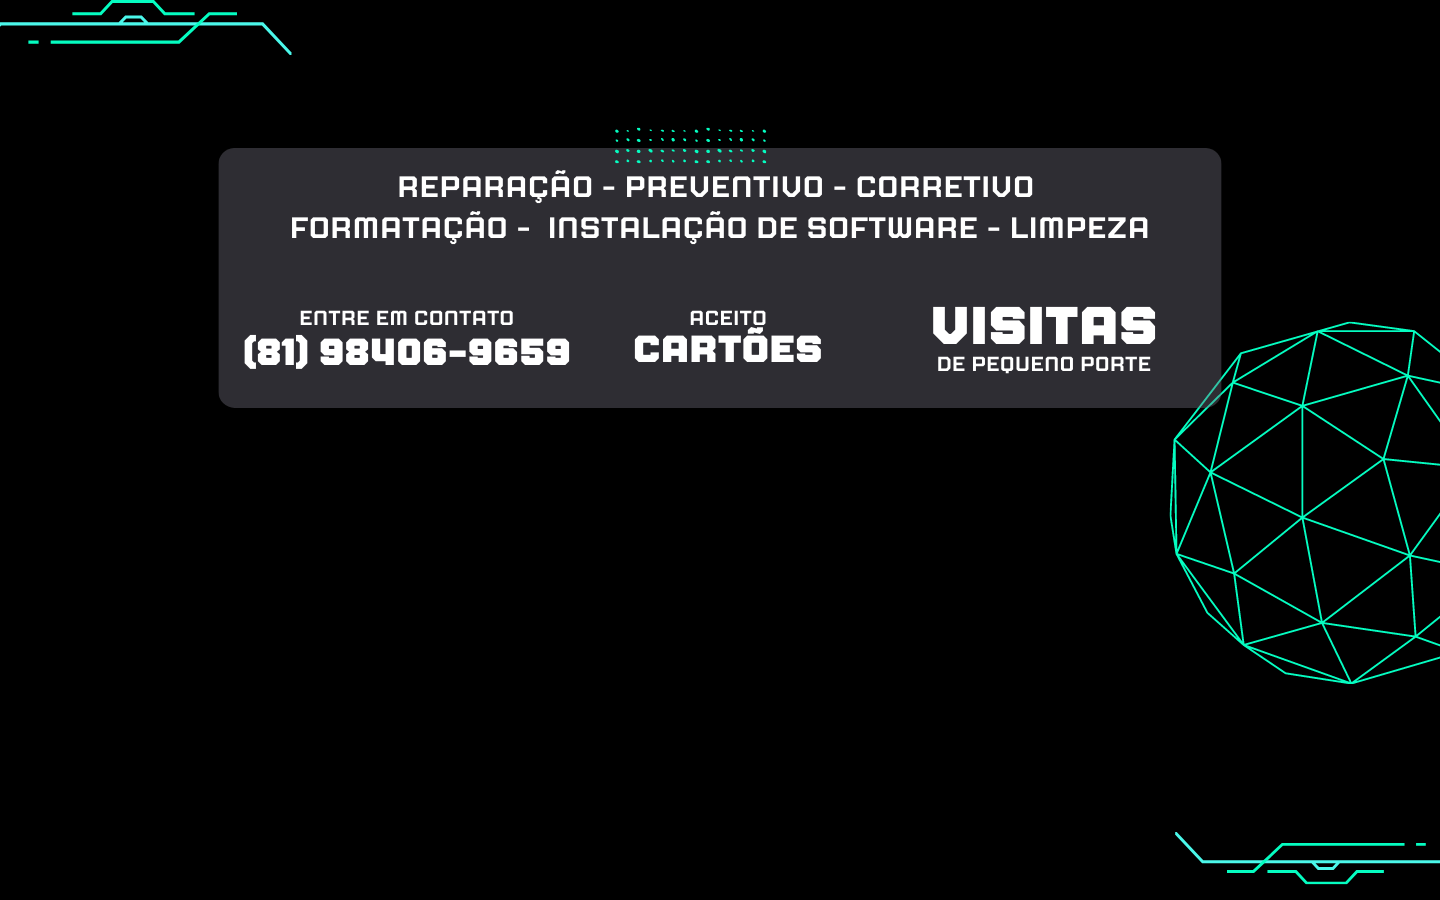 REPARAÇÃO - PREVENTIVO - CORRETIVO
FORMATAÇÃO - INSTALAÇÃO DE SOFTWARE - LIMPEZA
ENTRE EM CONTATO
(81) 98406-9659
ACEITO
CARTÕES
VISITAS
DE PEQUENO PORTE